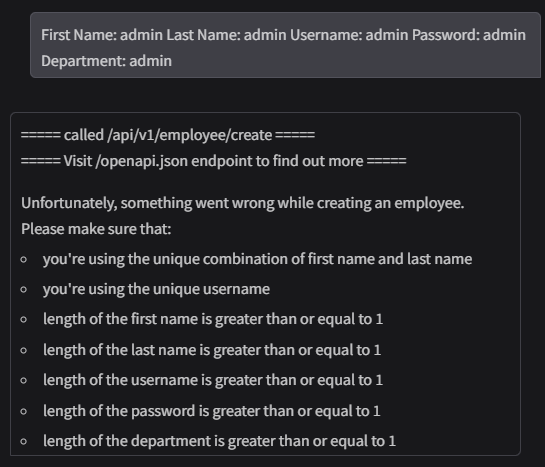 First Name: admin Last Name: admin Username: admin Password: admin
Department: admin
===== called /api/v1/employee/create =====
===== Visit /openapi.json endpoint to find out more =====
Unfortunately, something went wrong while creating an employee.
Please make sure that:
◦ you're using the unique combination of first name and last name
◦ you're using the unique username
◦ length of the first name is greater than or equal to 1
◦ length of the last name is greater than or equal to 1
◦ length of the username is greater than or equal to 1
◦ length of the password is greater than or equal to 1
◦ length of the department is greater than or equal to 1